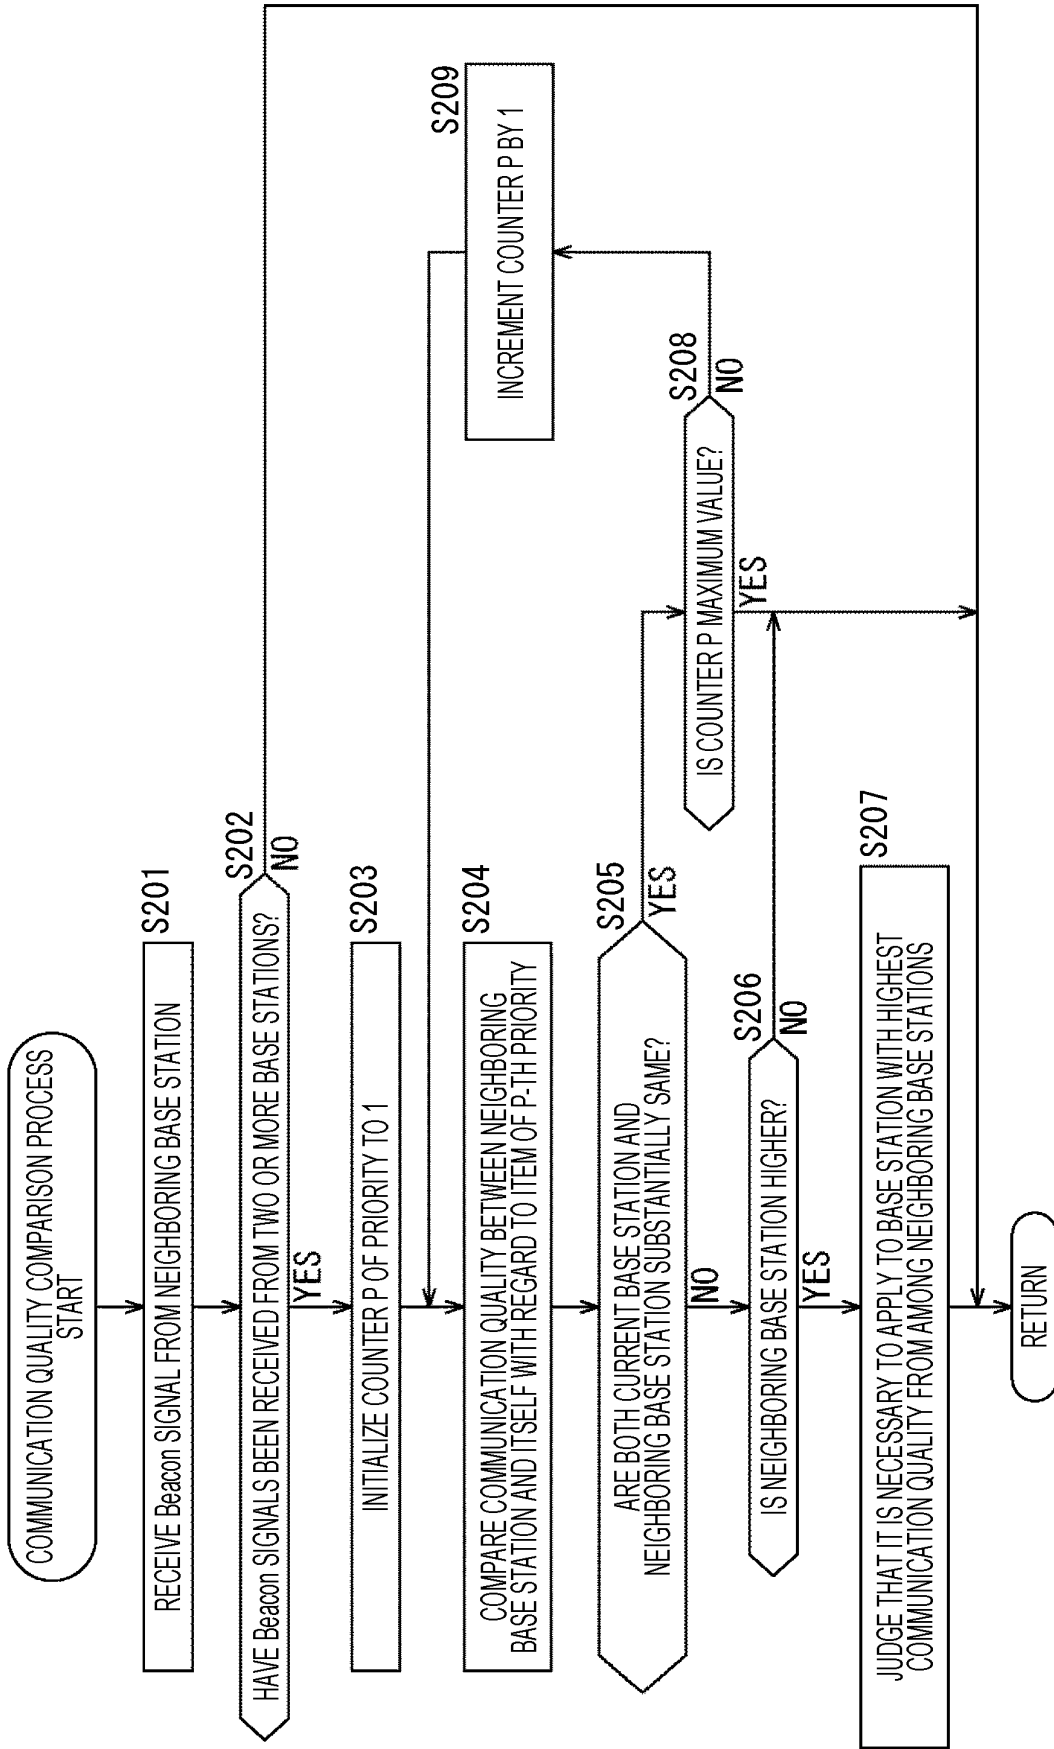 COMMUNICATION QUALITY COMPARISON PROCESS
START
S201
RECEIVE Beacon SIGNAL FROM NEIGHBORING BASE STATION
S202
HAVE Beacon SIGNALS BEEN RECEIVED FROM TWO OR MORE BASE STATIONS?
NO
YES
S203
INITIALIZE COUNTER P OF PRIORITY TO 1
S204
COMPARE COMMUNICATION QUALITY BETWEEN NEIGHBORING
BASE STATION AND ITSELF WITH REGARD TO ITEM OF P-TH PRIORITY
S205
ARE BOTH CURRENT BASE STATION AND
NEIGHBORING BASE STATION SUBSTANTIALLY SAME?
YES
NO
S206
IS NEIGHBORING BASE STATION HIGHER?
NO
YES
S207
JUDGE THAT IT IS NECESSARY TO APPLY TO BASE STATION WITH HIGHEST
COMMUNICATION QUALITY FROM AMONG NEIGHBORING BASE STATIONS
S208
IS COUNTER P MAXIMUM VALUE?
NO
YES
S209
INCREMENT COUNTER P BY 1
RETURN